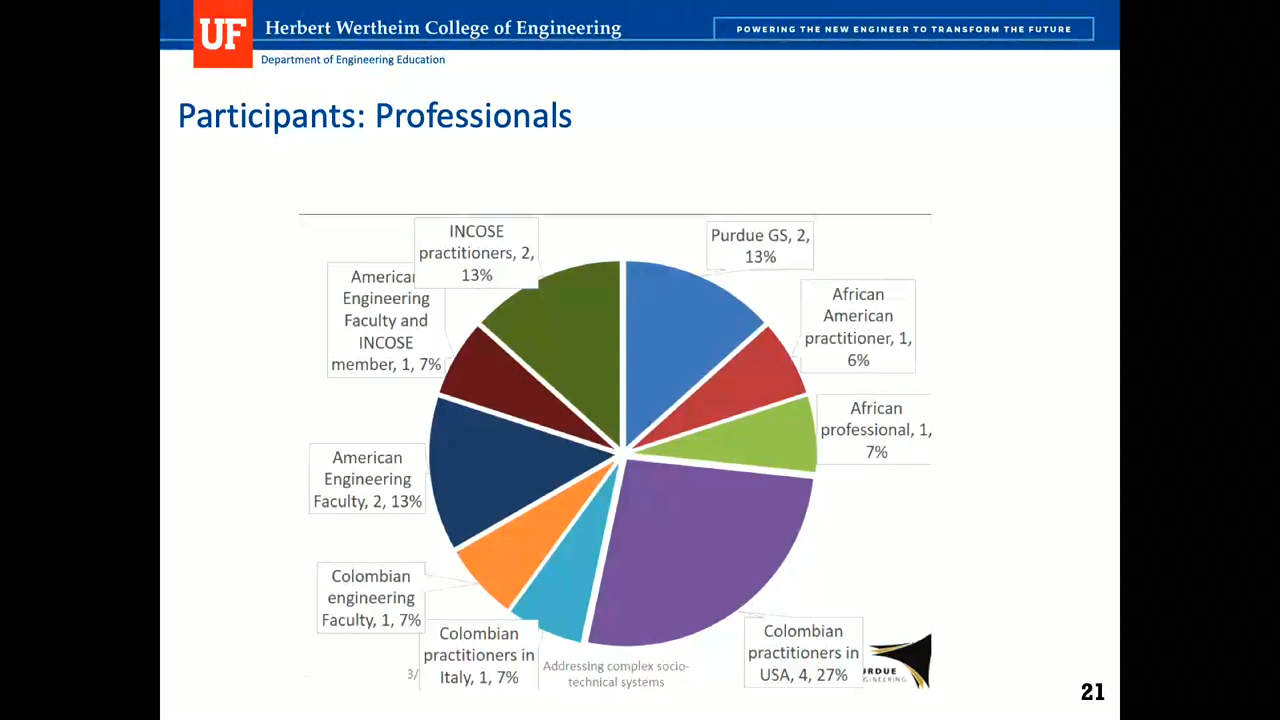 UF
Herbert Wertheim College of Engineering
POWERING THE NEW ENGINEER TO TRANSFORM THE FUTURE
Department of Engineering Education
Participants: Professionals
INCOSE
practitioners, 2,
13%
Purdue GS, 2,
13%
American
Engineering
Faculty and
INCOSE
member, 1, 7%
African
American
practitioner, 1,
6%
African
professional, 1,
7%
American
Engineering
Faculty, 2, 13%
Colombian
engineering
Faculty, 1, 7%
Colombian
practitioners in
Italy, 1, 7%
3/
Addressing complex socio-
technical systems
Colombian
practitioners in
USA, 4, 27%
URDUE
GINEERING
21